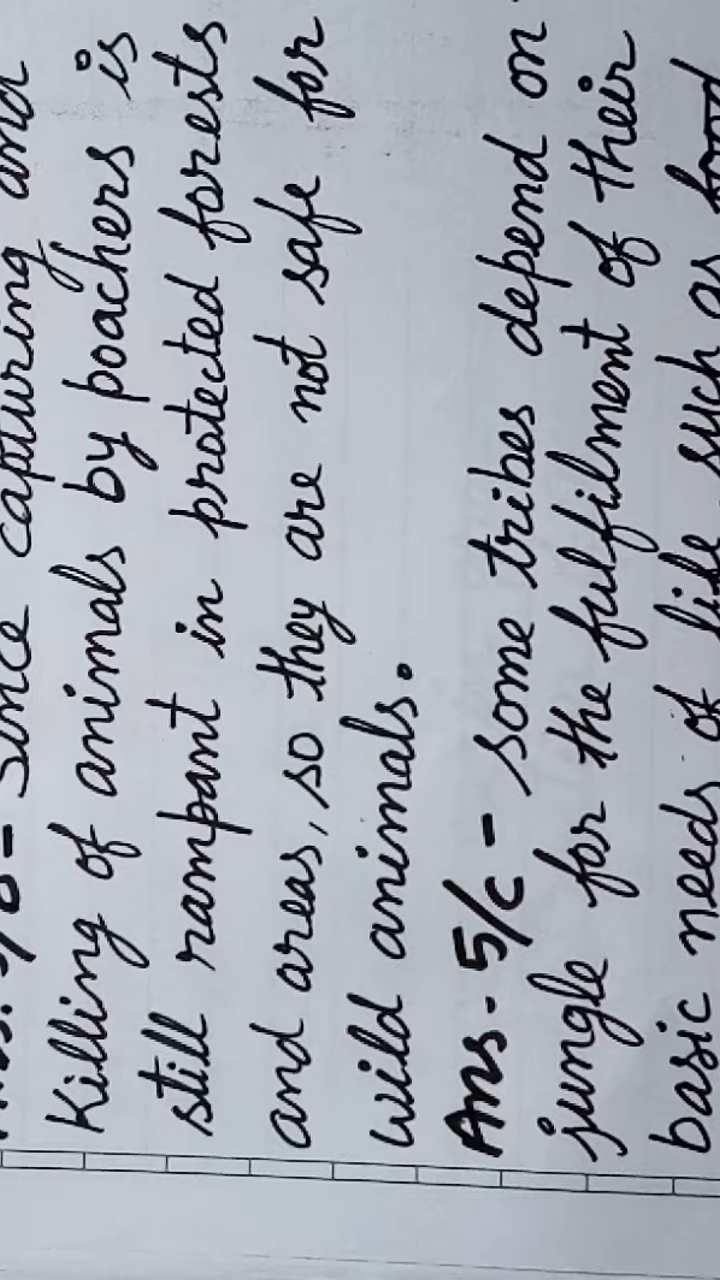 Since capturing and
Killing of animals by poachers is
still rampant in protected forests
and areas, so they are not safe for
wild animals.
Ans - 5/c - some tribes depend on
jungle for the fulfilment of their
basic needs of life such as food